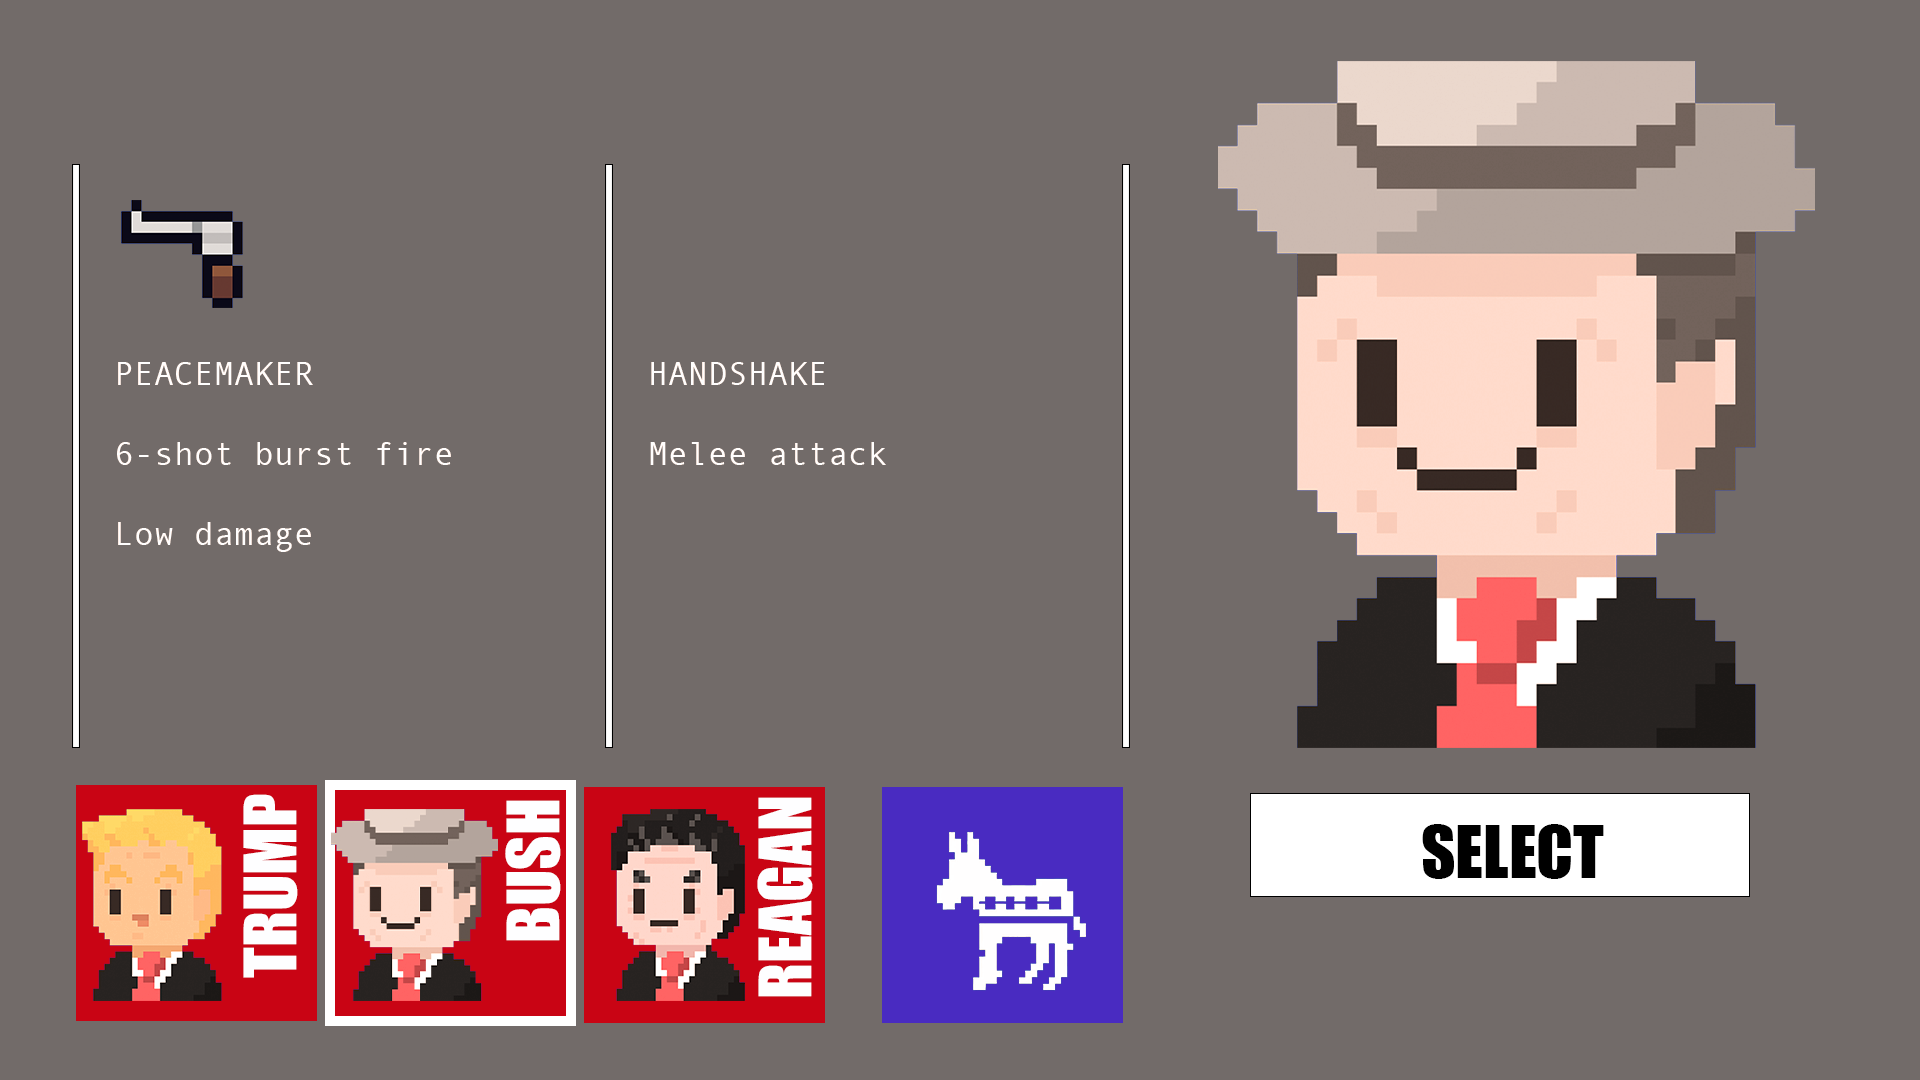 PEACEMAKER
6-shot burst fire
Low damage
HANDSHAKE
Melee attack
TRUMP
BUSH
REAGAN
SELECT